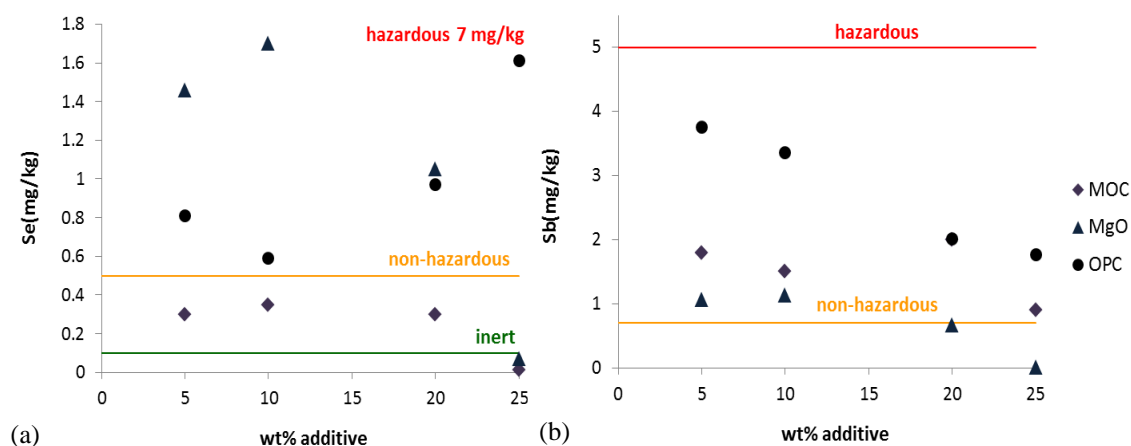 1.8
1.6
1.4
1.2
1
0.8
0.6
0.4
0.2
0
Se(mg/kg)
hazardous 7 mg/kg
non-hazardous
inert
0 5 10 15 20 25
wt% additive
(a)
5
4
3
2
1
0
Sb(mg/kg)
hazardous
non-hazardous
0 5 10 15 20 25
wt% additive
(b)
MOC
MgO
OPC